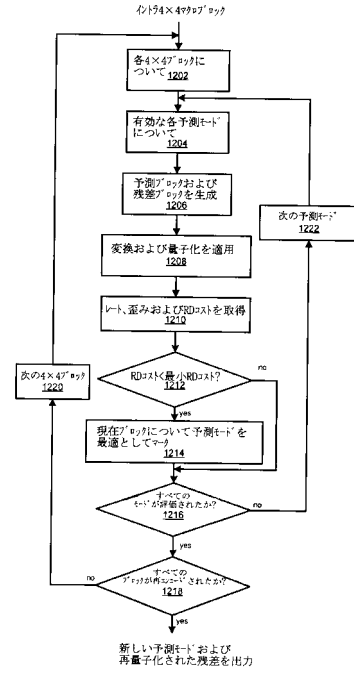 イントラ4×4マクロブロック
各4×4ブロックに
ついて 1202
有効な各予測モード
について
1204
予測ブロックおよび
残差ブロックを生成
1206
変換および量子化を適用
1208
レート、歪みおよびRDコストを取得
1210
RDコスト<最小RDコスト?
1212
no
yes
現在ブロックについて予測モードを
最適としてマーク
1214
すべての
モードが評価されたか?
1216
no
yes
すべての
ブロックが再エンコードされたか?
1218
no
yes
次の4×4ブロック
1220
次の予測モード
1222
新しい予測モードおよび
再量子化された残差を出力